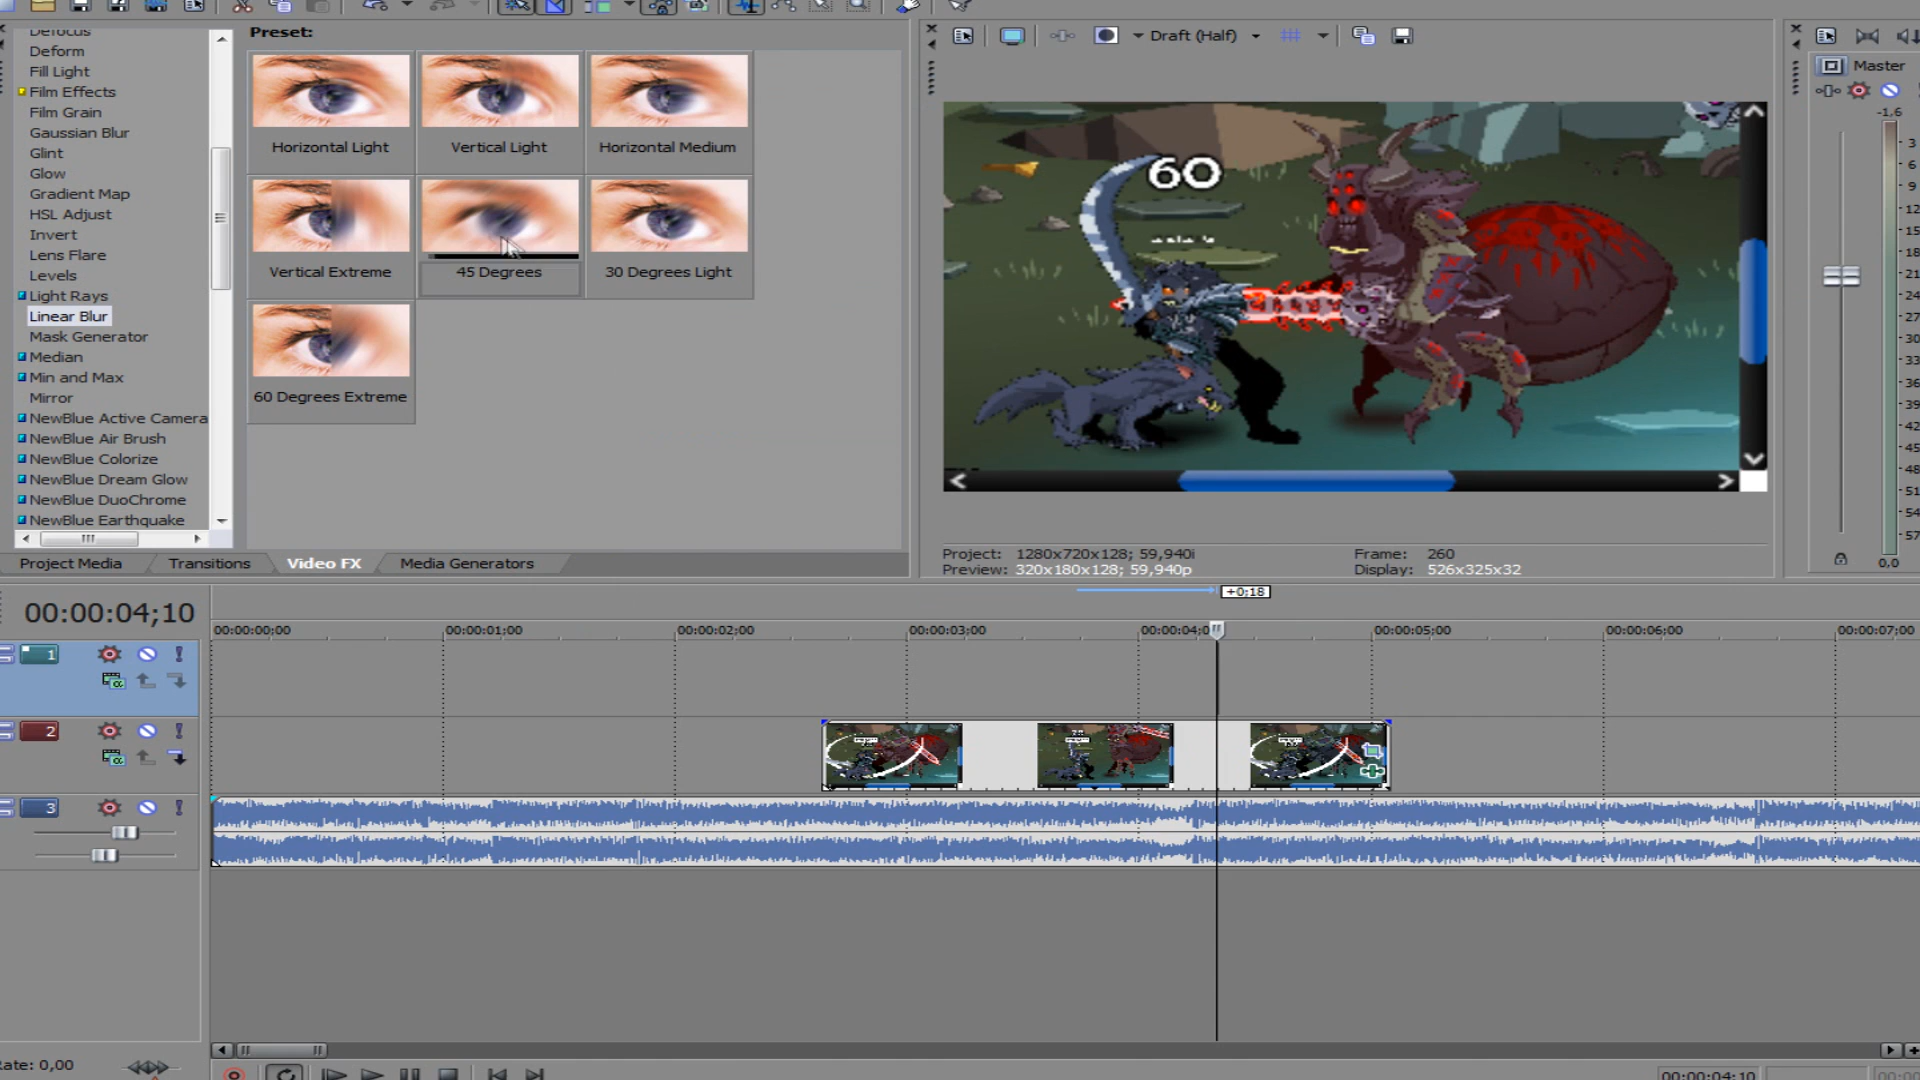 Defocus
Deform
Fill Light
Film Effects
Film Grain
Gaussian Blur
Glint
Glow
Gradient Map
HSL Adjust
Invert
Lens Flare
Levels
Light Rays
Linear Blur
Mask Generator
Median
Min and Max
Mirror
NewBlue Active Camera
NewBlue Air Brush
NewBlue Colorize
NewBlue Dream Glow
NewBlue DuoChrome
NewBlue Earthquake
Preset:
Horizontal Light
Vertical Light
Horizontal Medium
Vertical Extreme
45 Degrees
30 Degrees Light
60 Degrees Extreme
Project Media
Transitions
Video FX
Media Generators
Draft (Half)
60
Project: 1280x720x128; 59,940i
Preview: 320x180x128; 59,940p
Frame: 260
Display: 526x325x32
Master
-1,6
3
6
9
12
15
18
21
24
27
30
33
36
39
42
45
48
51
54
57
0,0
00:00:04;10
+0;18
00:00:00;00
00:00:01;00
00:00:02;00
00:00:03;00
00:00:04;0
00:00:05;00
00:00:06;00
00:00:07;00
1
2
3
Rate: 0,00
00:00:04;10